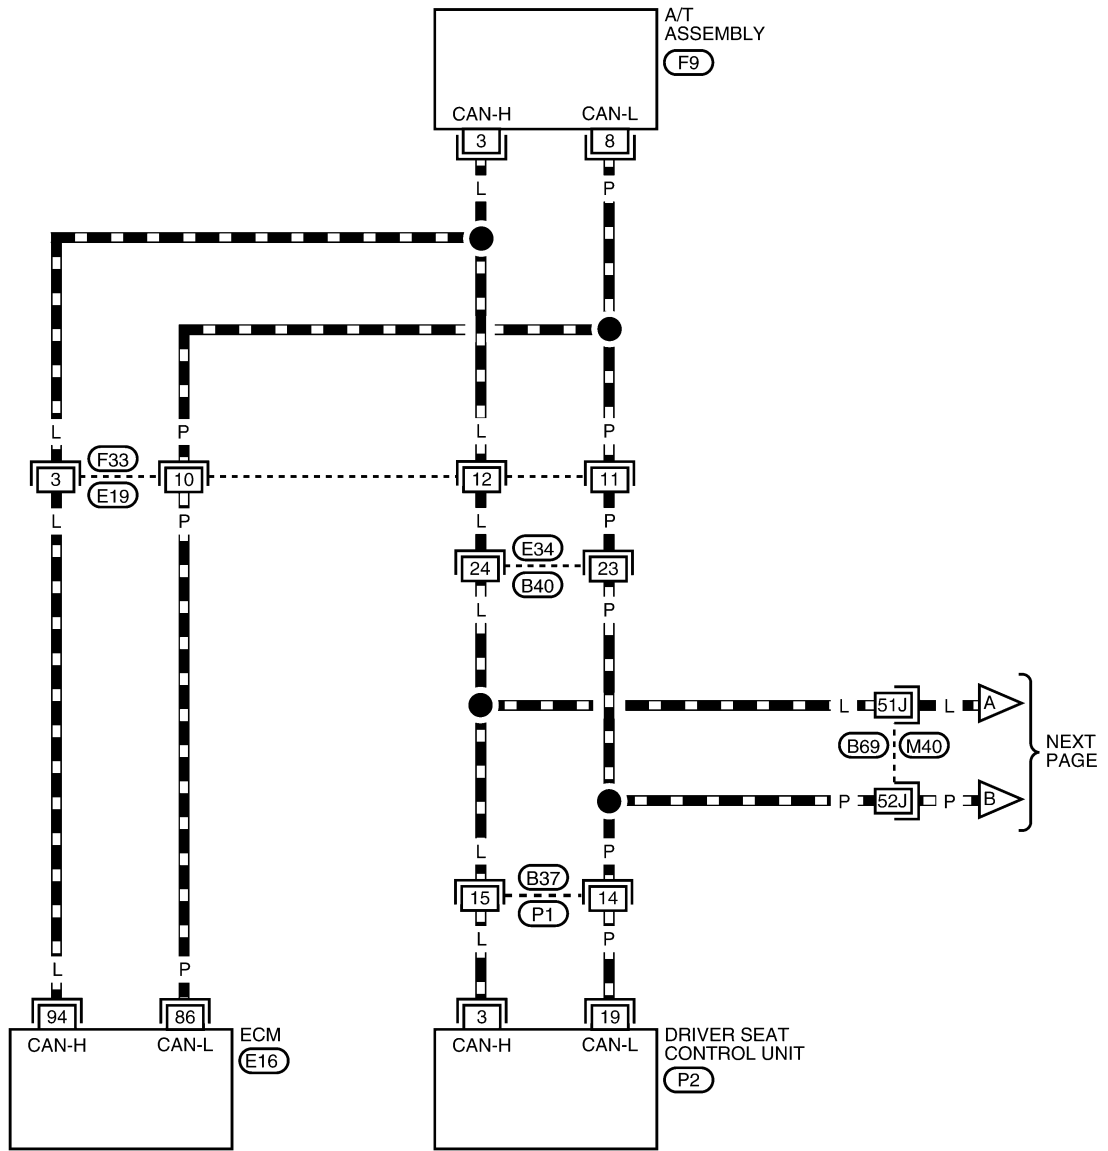 A/T
ASSEMBLY
F9
CAN-H CAN-L
3 8
L P
L P L P
F33
3 10 12 11
E19
L P L P
E34
24 23
B40
L P
L 51J L A
B69 M40
NEXT
PAGE
P 52J P B
L P
B37
15 14
P1
L P
L P
94 86 3 19
ECM
CAN-H CAN-L
E16
DRIVER SEAT
CONTROL UNIT
CAN-H CAN-L
P2